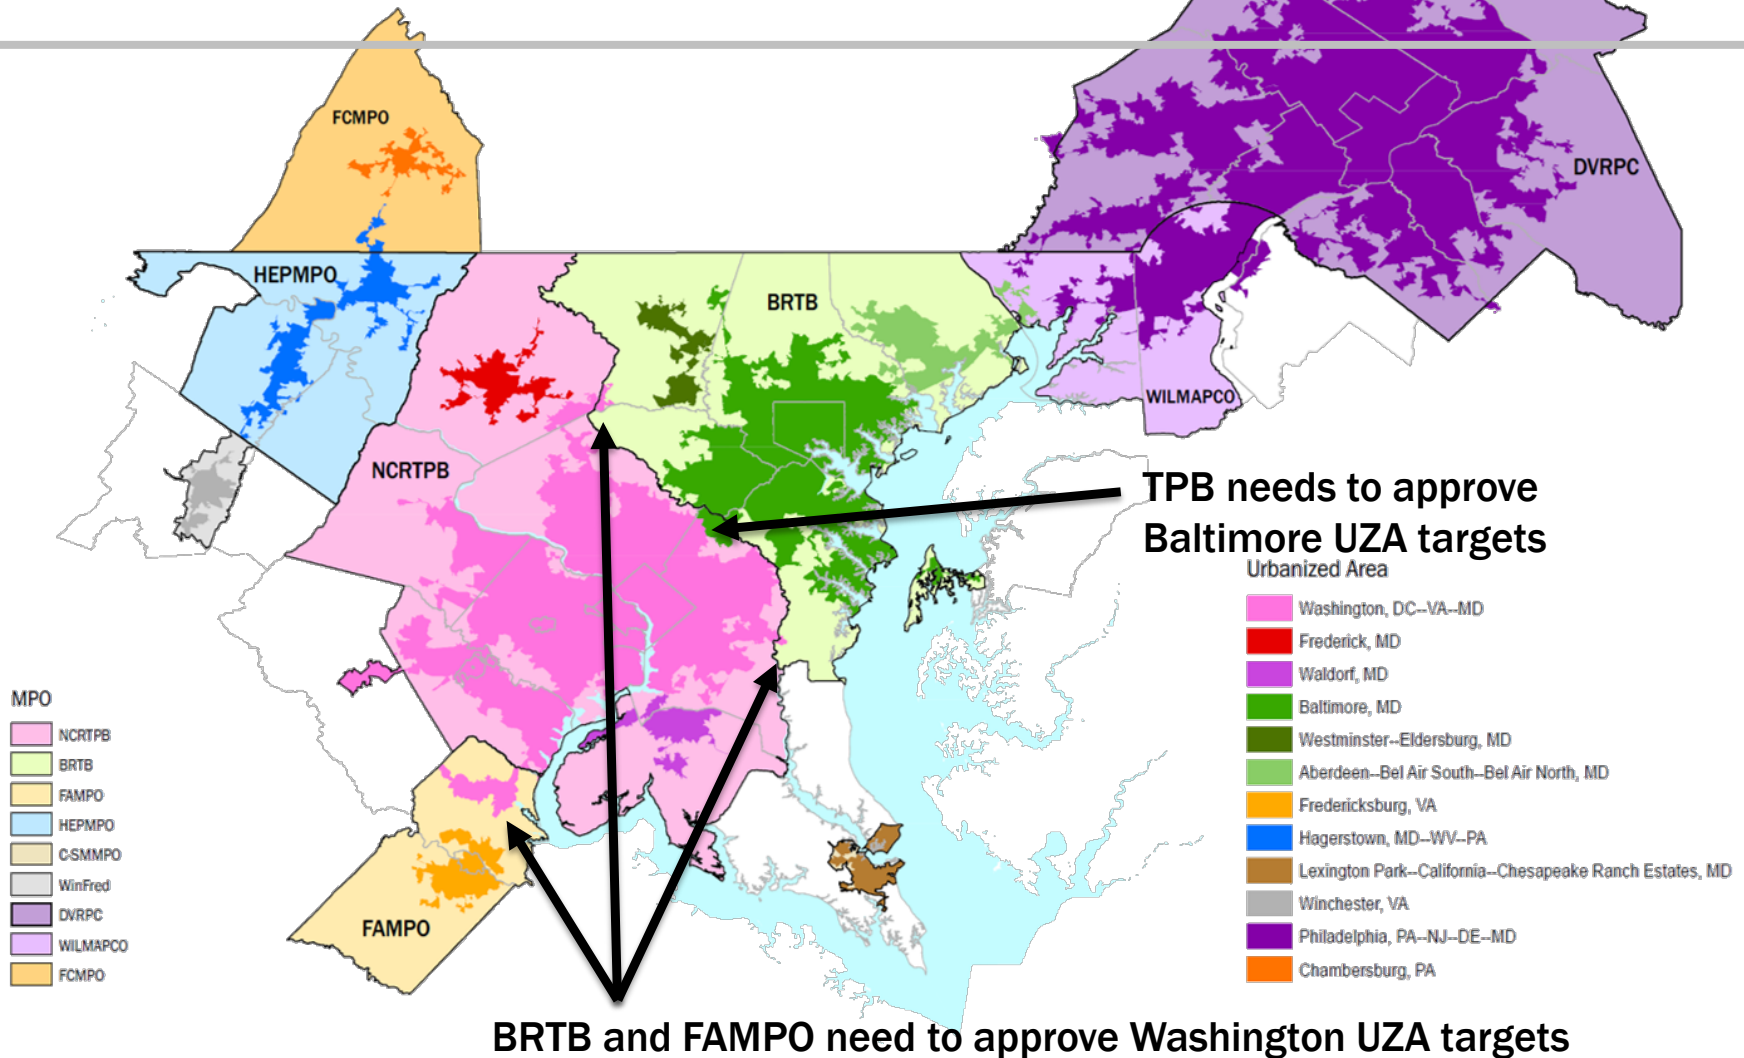 FCMPO
DVRPC
HEPMPO
BRTB
WILMAPCO
NCRTPB
TPB needs to approve
Baltimore UZA targets
Urbanized Area
Washington, DC--VA--MD
Frederick, MD
Waldorf, MD
Baltimore, MD
Westminster--Eldersburg, MD
Aberdeen--Bel Air South--Bel Air North, MD
Fredericksburg, VA
Hagerstown, MD--WV--PA
Lexington Park--California--Chesapeake Ranch Estates, MD
Winchester, VA
Philadelphia, PA--NJ--DE--MD
Chambersburg, PA
MPO
NCRTPB
BRTB
FAMPO
HEPMPO
C-SMMPO
WinFred
DVRPC
WILMAPCO
FCMPO
FAMPO
BRTB and FAMPO need to approve Washington UZA targets